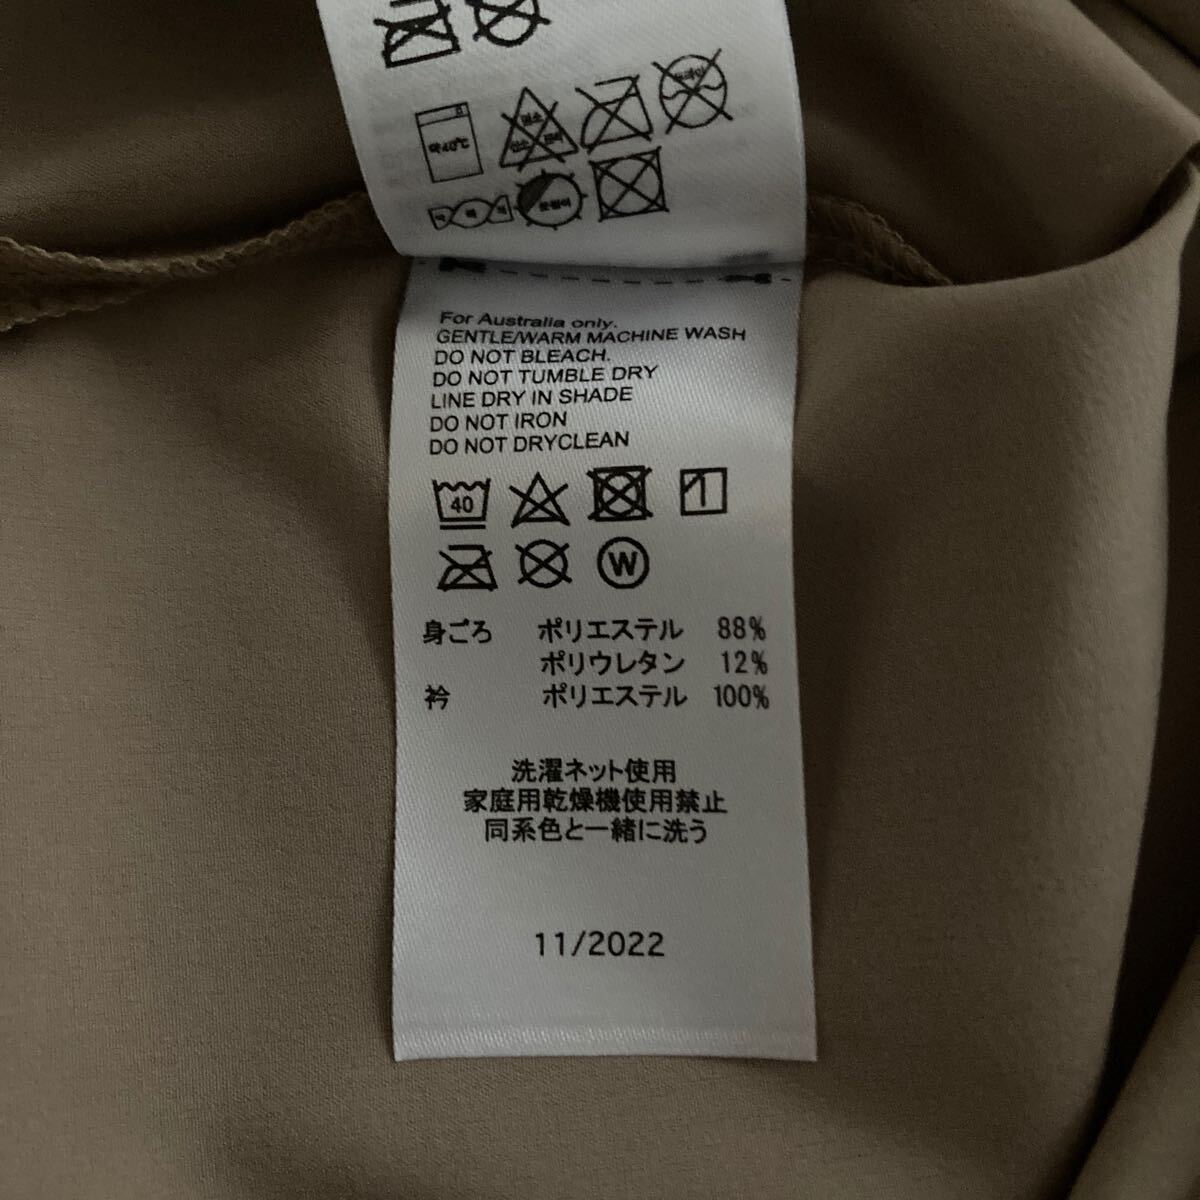 약40℃
For Australia only.
GENTLE/WARM MACHINE WASH
DO NOT BLEACH.
DO NOT TUMBLE DRY
LINE DRY IN SHADE
DO NOT IRON
DO NOT DRYCLEAN
40
W
身ごろ ポリエステル 88%
ポリウレタン 12%
衿 ポリエステル 100%
洗濯ネット使用
家庭用乾燥機使用禁止
同系色と一緒に洗う
11/2022